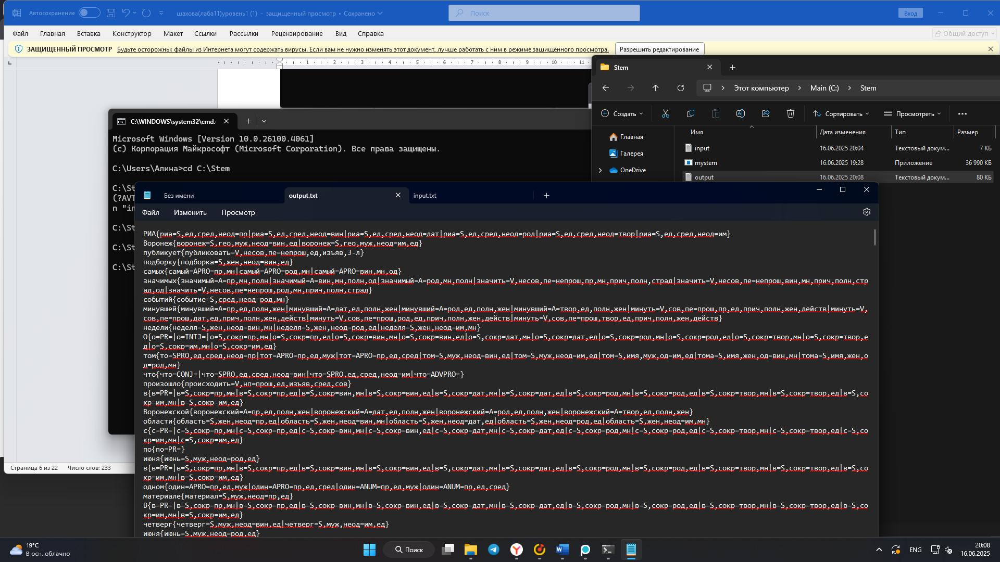 Автосохранение
шахова(лаба11)уровень1 (1) - защищенный просмотр • Сохранено
Поиск
Вход
Файл Главная Вставка Конструктор Макет Ссылки Рассылки Рецензирование Вид Справка
Общий доступ
ЗАЩИЩЕННЫЙ ПРОСМОТР Будьте осторожны: файлы из Интернета могут содержать вирусы. Если вам не нужно изменять этот документ, лучше работать с ним в режиме защищенного просмотра. Разрешить редактирование
1 2 3 4 5 6 7 8 9 10 11
Stem
Этот компьютер > Main (C:) > Stem
Создать
Сортировать
Просмотреть
Имя Дата изменения Тип Размер
Главная
Галерея
OneDrive
input 16.06.2025 20:04 Текстовый докум... 7 КБ
mystem 16.06.2025 19:28 Приложение 36 990 КБ
output 16.06.2025 20:08 Текстовый докум... 80 КБ
C:\WINDOWS\system32\cmd.
Microsoft Windows [Version 10.0.26100.4061]
(c) Корпорация Майкрософт (Microsoft Corporation). Все права защищены.
C:\Users\Алина>cd C:\Stem
C:\St
(?AVT
n "in
C:\St
C:\St
C:\St
Без имени
output.txt
input.txt
Файл Изменить Просмотр
РИА{риа=S,ед,сред,неод=пр|риа=S,ед,сред,неод=вин|риа=S,ед,сред,неод=дат|риа=S,ед,сред,неод=род|риа=S,ед,сред,неод=твор|риа=S,ед,сред,неод=им}
Воронеж{воронеж=S,гео,муж,неод=вин,ед|воронеж=S,гео,муж,неод=им,ед}
публикует{публиковать=V,несов,пе=непрош,ед,изъяв,3-л}
подборку{подборка=S,жен,неод=вин,ед}
самых{самый=APRO=пр,мн|самый=APRO=род,мн|самый=APRO=вин,мн,од}
значимых{значимый=A=пр,мн,полн|значимый=A=вин,мн,полн,од|значимый=A=род,мн,полн|значить=V,несов,пе=непрош,пр,мн,прич,полн,страд|значить=V,несов,пе=непрош,вин,мн,прич,полн,стр
ад,од|значить=V,несов,пе=непрош,род,мн,прич,полн,страд}
событий{событие=S,сред,неод=род,мн}
минувшей{минувший=A=пр,ед,полн,жен|минувший=A=дат,ед,полн,жен|минувший=A=род,ед,полн,жен|минувший=A=твор,ед,полн,жен|минуть=V,сов,пе=прош,пр,ед,прич,полн,жен,действ|минуть=V,
сов,пе=прош,дат,ед,прич,полн,жен,действ|минуть=V,сов,пе=прош,род,ед,прич,полн,жен,действ|минуть=V,сов,пе=прош,твор,ед,прич,полн,жен,действ}
недели{неделя=S,жен,неод=вин,мн|неделя=S,жен,неод=род,ед|неделя=S,жен,неод=им,мн}
О{о=PR=|о=INTJ=|о=S,сокр=пр,мн|о=S,сокр=пр,ед|о=S,сокр=вин,мн|о=S,сокр=вин,ед|о=S,сокр=дат,мн|о=S,сокр=дат,ед|о=S,сокр=род,мн|о=S,сокр=род,ед|о=S,сокр=твор,мн|о=S,сокр=твор,е
д|о=S,сокр=им,мн|о=S,сокр=им,ед}
том{то=SPRO,ед,сред,неод=пр|тот=APRO=пр,ед,муж|тот=APRO=пр,ед,сред|том=S,муж,неод=вин,ед|том=S,муж,неод=им,ед|том=S,имя,муж,од=им,ед|тома=S,имя,жен,од=вин,мн|тома=S,имя,жен,о
д=род,мн}
что{что=CONJ=|что=SPRO,ед,сред,неод=вин|что=SPRO,ед,сред,неод=им|что=ADVPRO=}
произошло{происходить=V,нп=прош,ед,изъяв,сред,сов}
в{в=PR=|в=S,сокр=пр,мн|в=S,сокр=пр,ед|в=S,сокр=вин,мн|в=S,сокр=вин,ед|в=S,сокр=дат,мн|в=S,сокр=дат,ед|в=S,сокр=род,мн|в=S,сокр=род,ед|в=S,сокр=твор,мн|в=S,сокр=твор,ед|в=S,со
кр=им,мн|в=S,сокр=им,ед}
Воронежской{воронежский=A=пр,ед,полн,жен|воронежский=A=дат,ед,полн,жен|воронежский=A=род,ед,полн,жен|воронежский=A=твор,ед,полн,жен}
области{область=S,жен,неод=пр,ед|область=S,жен,неод=вин,мн|область=S,жен,неод=дат,ед|область=S,жен,неод=род,ед|область=S,жен,неод=им,мн}
с{с=PR=|с=S,сокр=пр,мн|с=S,сокр=пр,ед|с=S,сокр=вин,мн|с=S,сокр=вин,ед|с=S,сокр=дат,мн|с=S,сокр=дат,ед|с=S,сокр=род,мн|с=S,сокр=род,ед|с=S,сокр=твор,мн|с=S,сокр=твор,ед|с=S,со
кр=им,мн|с=S,сокр=им,ед}
по{по=PR=}
июня{июнь=S,муж,неод=род,ед}
в{в=PR=|в=S,сокр=пр,мн|в=S,сокр=пр,ед|в=S,сокр=вин,мн|в=S,сокр=вин,ед|в=S,сокр=дат,мн|в=S,сокр=дат,ед|в=S,сокр=род,мн|в=S,сокр=род,ед|в=S,сокр=твор,мн|в=S,сокр=твор,ед|в=S,со
кр=им,мн|в=S,сокр=им,ед}
одном{один=APRO=пр,ед,муж|один=APRO=пр,ед,сред|один=ANUM=пр,ед,муж|один=ANUM=пр,ед,сред}
материале{материал=S,муж,неод=пр,ед}
В{в=PR=|в=S,сокр=пр,мн|в=S,сокр=пр,ед|в=S,сокр=вин,мн|в=S,сокр=вин,ед|в=S,сокр=дат,мн|в=S,сокр=дат,ед|в=S,сокр=род,мн|в=S,сокр=род,ед|в=S,сокр=твор,мн|в=S,сокр=твор,ед|в=S,со
кр=им,мн|в=S,сокр=им,ед}
четверг{четверг=S,муж,неод=вин,ед|четверг=S,муж,неод=им,ед}
июня{июнь=S,муж,неод=род,ед}
Страница 6 из 22 Число слов: 233
19°C
В осн. облачно
Поиск
ENG
20:08
16.06.2025